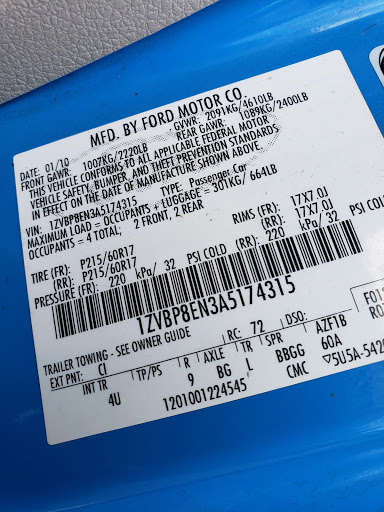 MFD. BY FORD MOTOR CO.
DATE: 01/10 GVWR: 2091KG/4610LB
FRONT GAWR: 1007KG/2220LB REAR GAWR: 1089KG/2400LB
THIS VEHICLE CONFORMS TO ALL APPLICABLE FEDERAL MOTOR
VEHICLE SAFETY, BUMPER, AND THEFT PREVENTION STANDARDS
IN EFFECT ON THE DATE OF MANUFACTURE SHOWN ABOVE.
VIN: 1ZVBP8EN3A5174315 TYPE: Passenger Car
MAXIMUM LOAD = OCCUPANTS + LUGGAGE = 301KG/ 664LB
OCCUPANTS = 4 TOTAL, 2 FRONT, 2 REAR
TIRE (FR): P215/60R17 RIMS (FR): 17X7.0J
(RR): P215/60R17 (RR): 17X7.0J
PRESSURE (FR): 220 kPa/ 32 PSI COLD (RR): 220 kPa/ 32 PSI COLD
1ZVBP8EN3A5174315
TRAILER TOWING - SEE OWNER GUIDE
EXT PNT: CI RC: 72 DSO: F01
INT TR TP/PS R AXLE TR SPR AZF1B
4U 9 BG L BBGG 60A
1201001224545 CMC ▽5U5A-5420